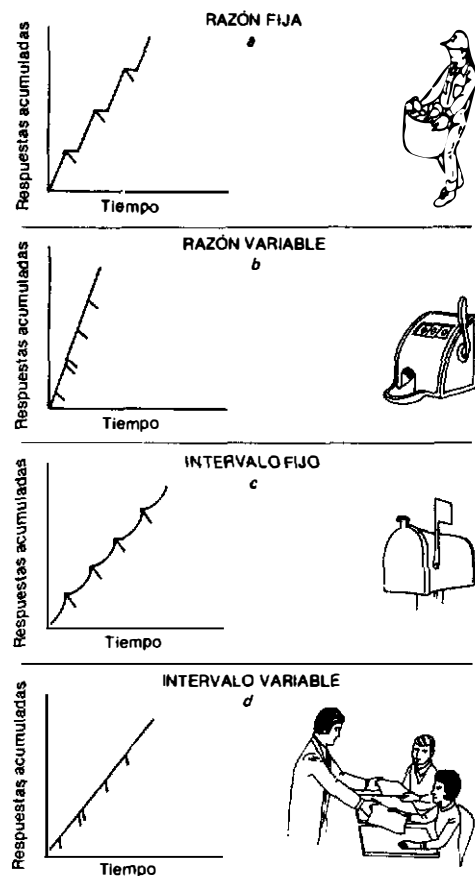 RAZÓN FIJA
a
Respuestas acumuladas
Tiempo
RAZÓN VARIABLE
b
Respuestas acumuladas
Tiempo
INTERVALO FIJO
c
Respuestas acumuladas
Tiempo
INTERVALO VARIABLE
d
Respuestas acumuladas
Tiempo